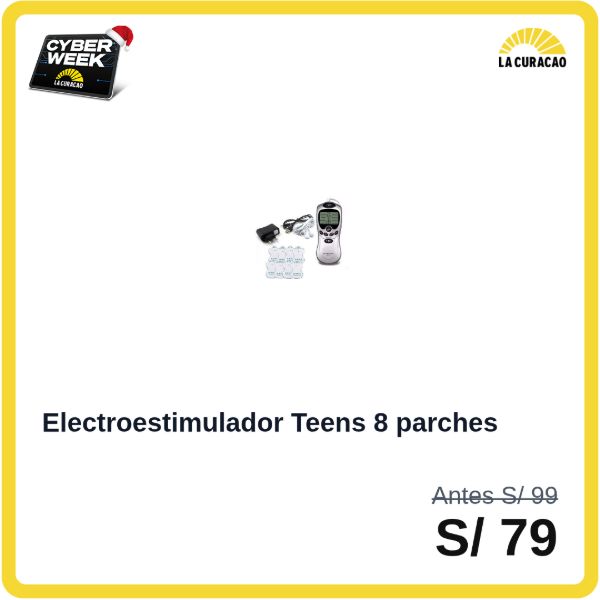 CYBER
WEEK
LA CURACAO
LA CURACAO
Electroestimulador Teens 8 parches
Antes S/ 99
S/ 79